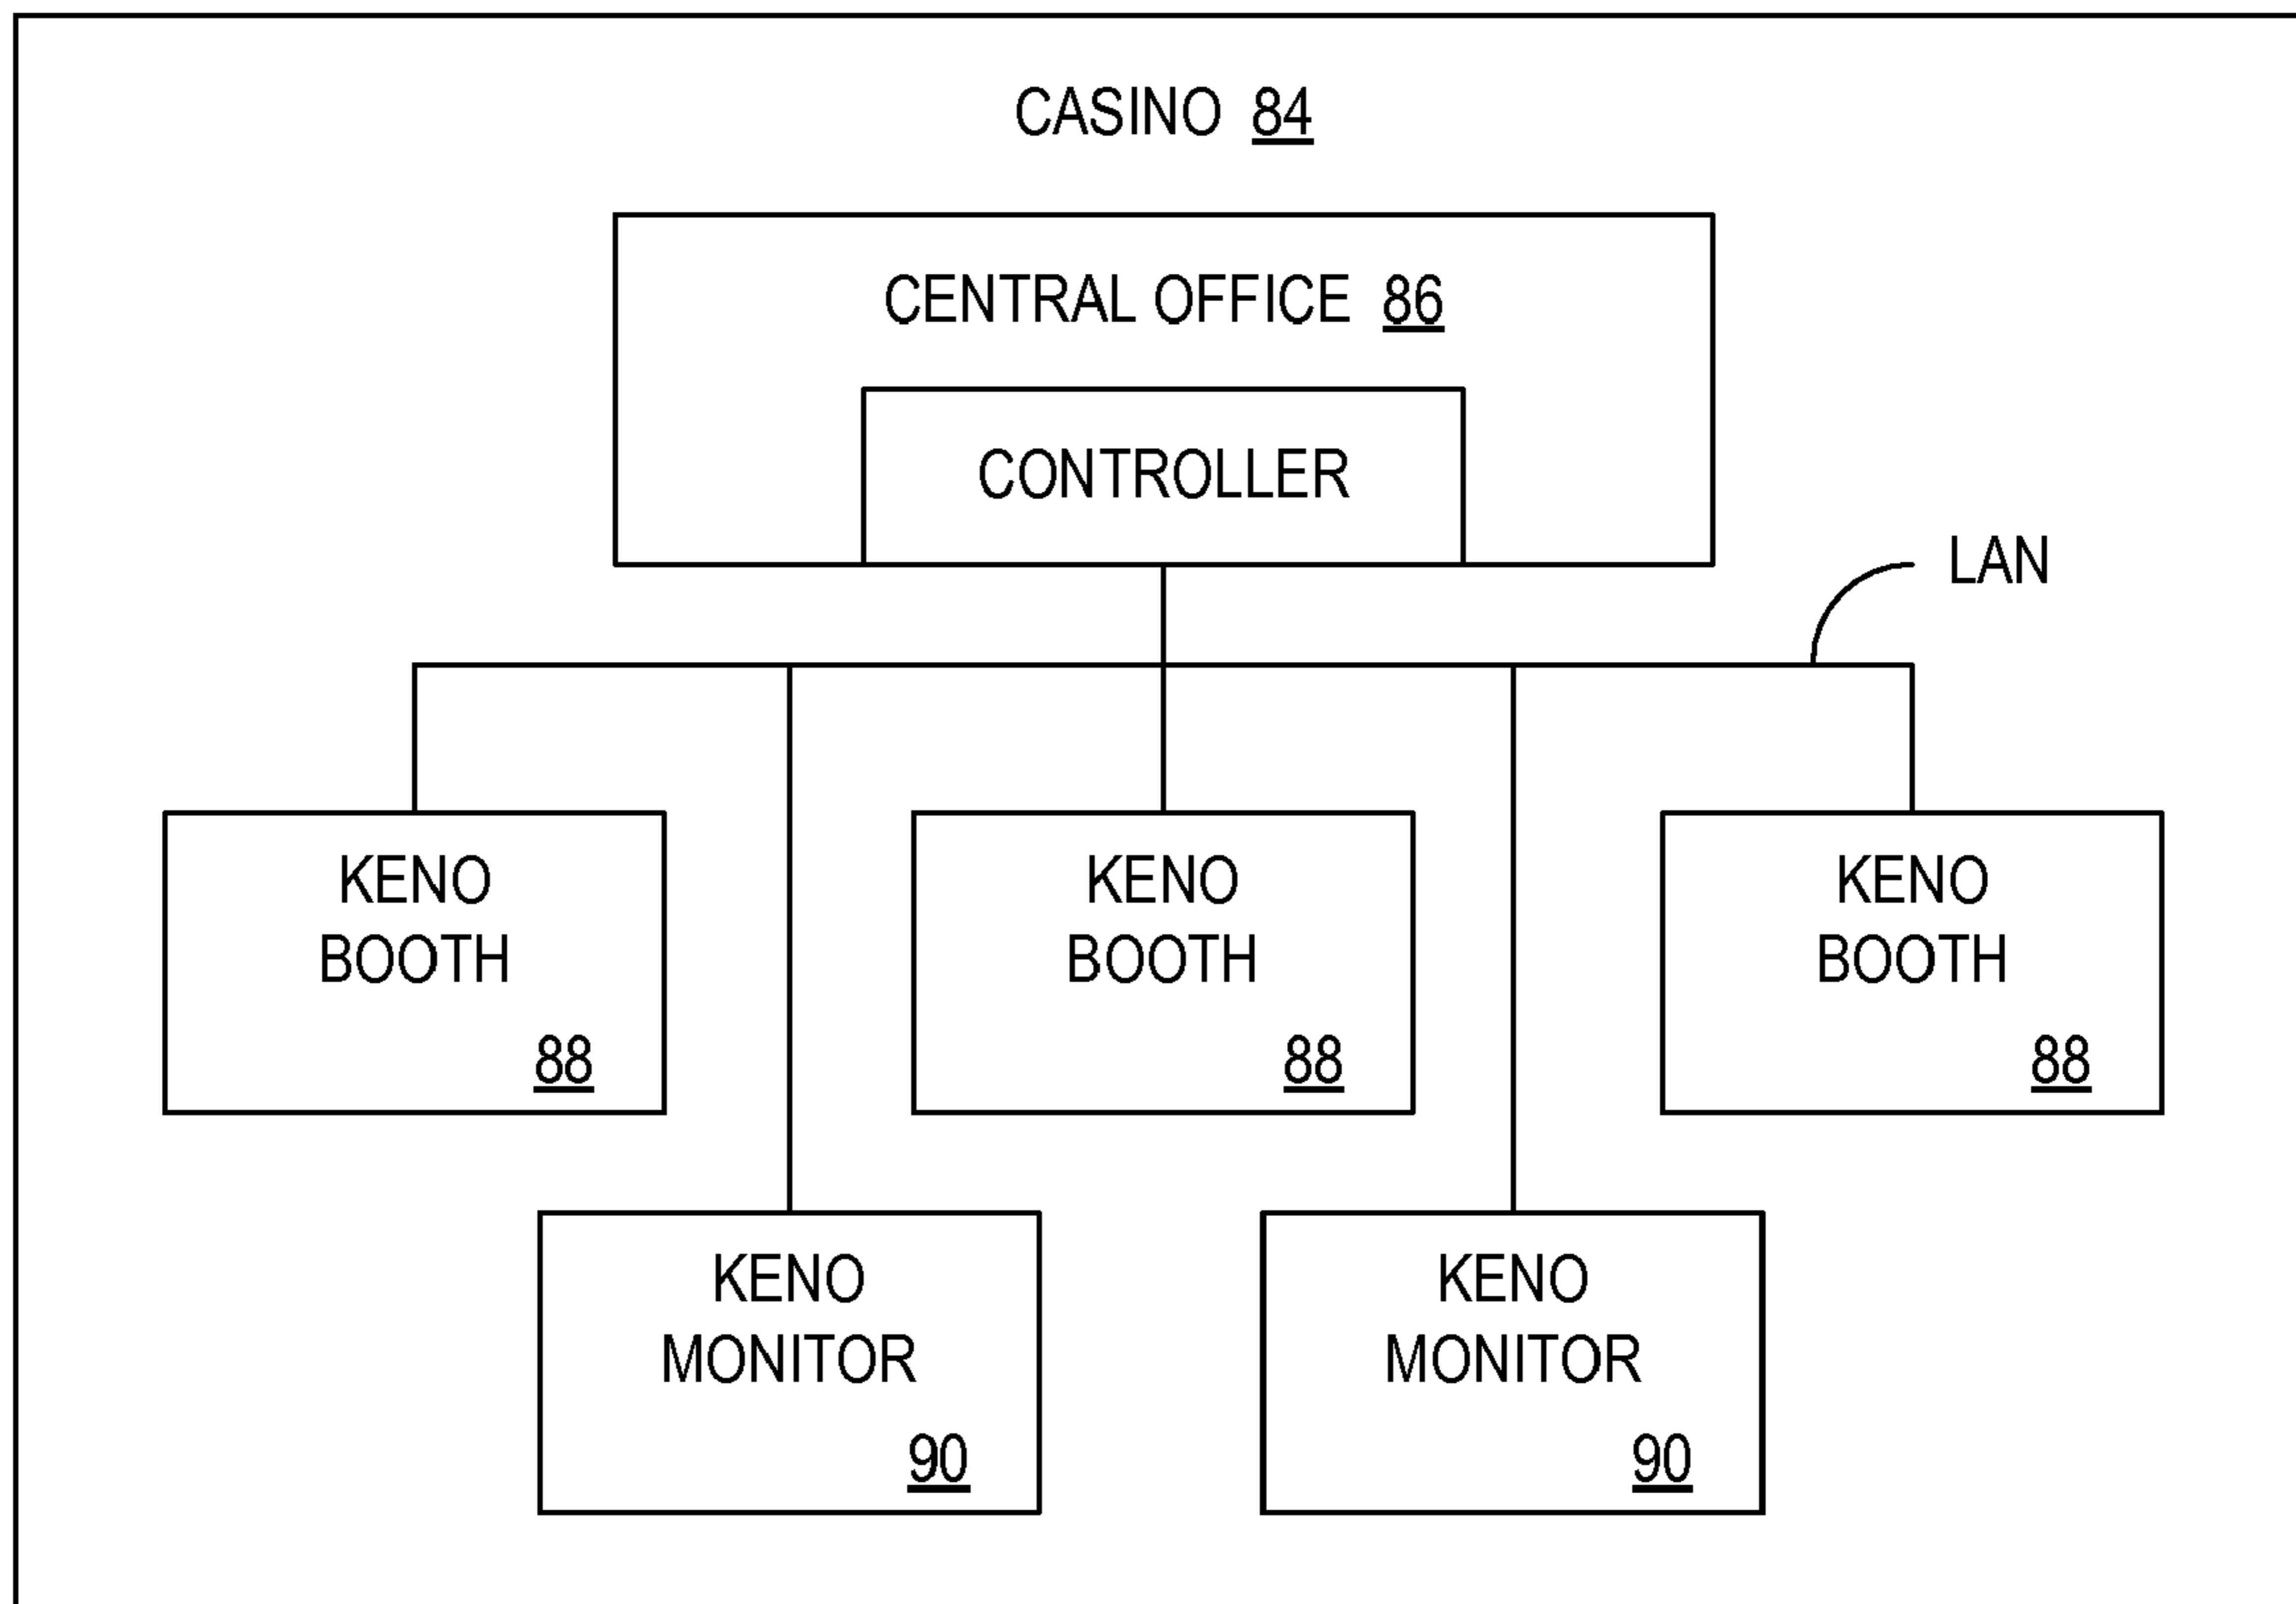 CASINO 84
CENTRAL OFFICE 86
CONTROLLER
LAN
KENO
BOOTH
88
KENO
BOOTH
88
KENO
BOOTH
88
KENO
MONITOR
90
KENO
MONITOR
90